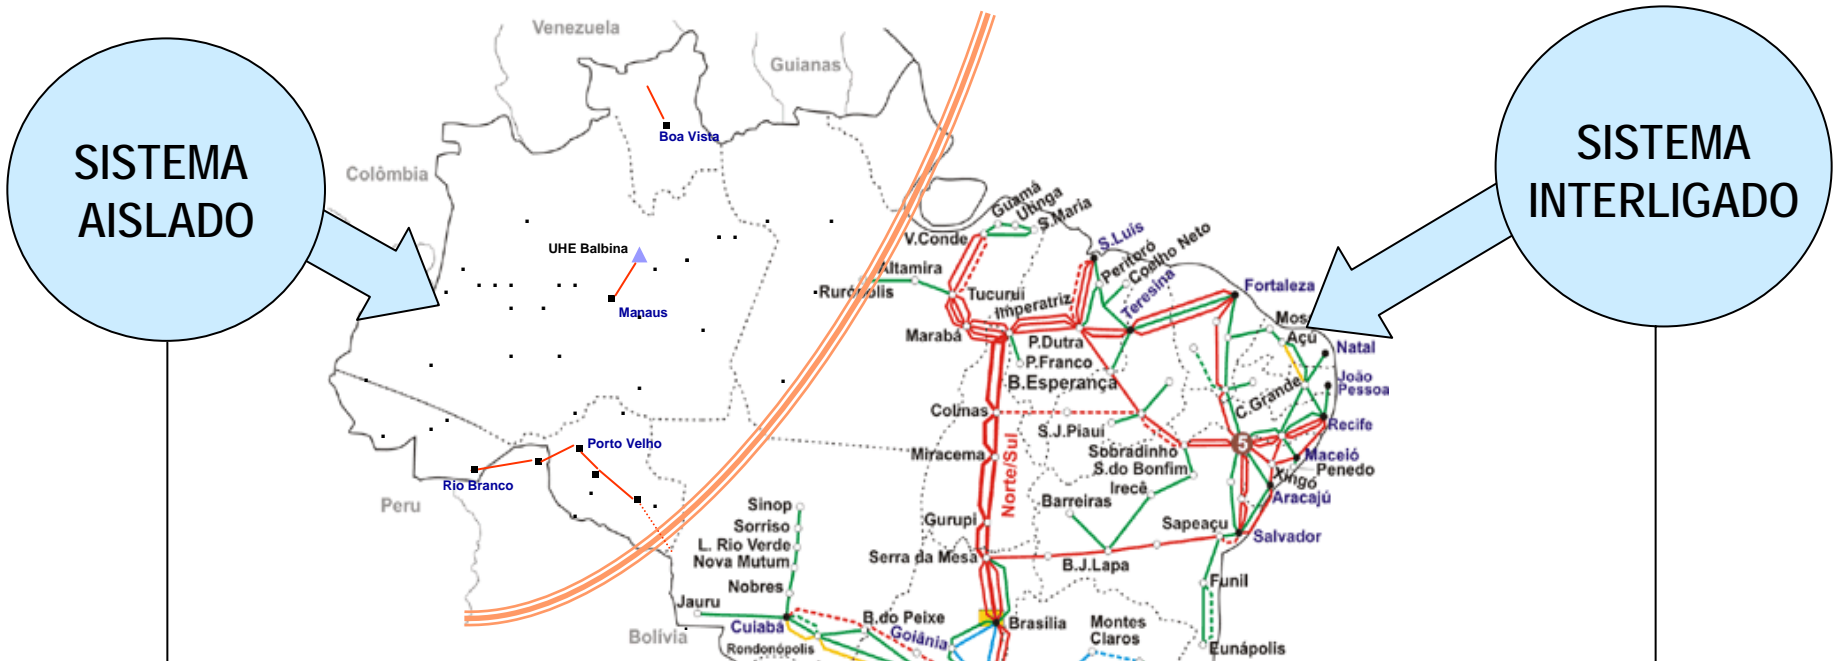 SISTEMA
AISLADO
SISTEMA
INTERLIGADO
Venezuela
Guianas
Colômbia
Peru
Bolívia
Boa Vista
UHE Balbina
Manaus
Porto Velho
Rio Branco
Guamá
Utinga
S.Maria
V.Conde
S.Luís
Peritoró
Coelho Neto
Teresina
Altamira
Rurópolis
Tucuruí
Imperatriz
Marabá
P.Dutra
P.Franco
B.Esperança
Fortaleza
Mos
Açú
Natal
João
Pessoa
C.Grande
Recife
Colinas
S.J.Piauí
Miracema
Norte/Sul
Sobradinho
S.do Bonfim
Irecê
5
Maceió
Penedo
Xingó
Aracajú
Barreiras
Gurupi
Sapeaçu
Salvador
Serra da Mesa
B.J.Lapa
Funil
Sinop
Sorriso
L. Rio Verde
Nova Mutum
Nobres
Jauru
Cuiabá
B.do Peixe
Goiânia
Brasília
Montes
Claros
Rondonópolis
Eunápolis